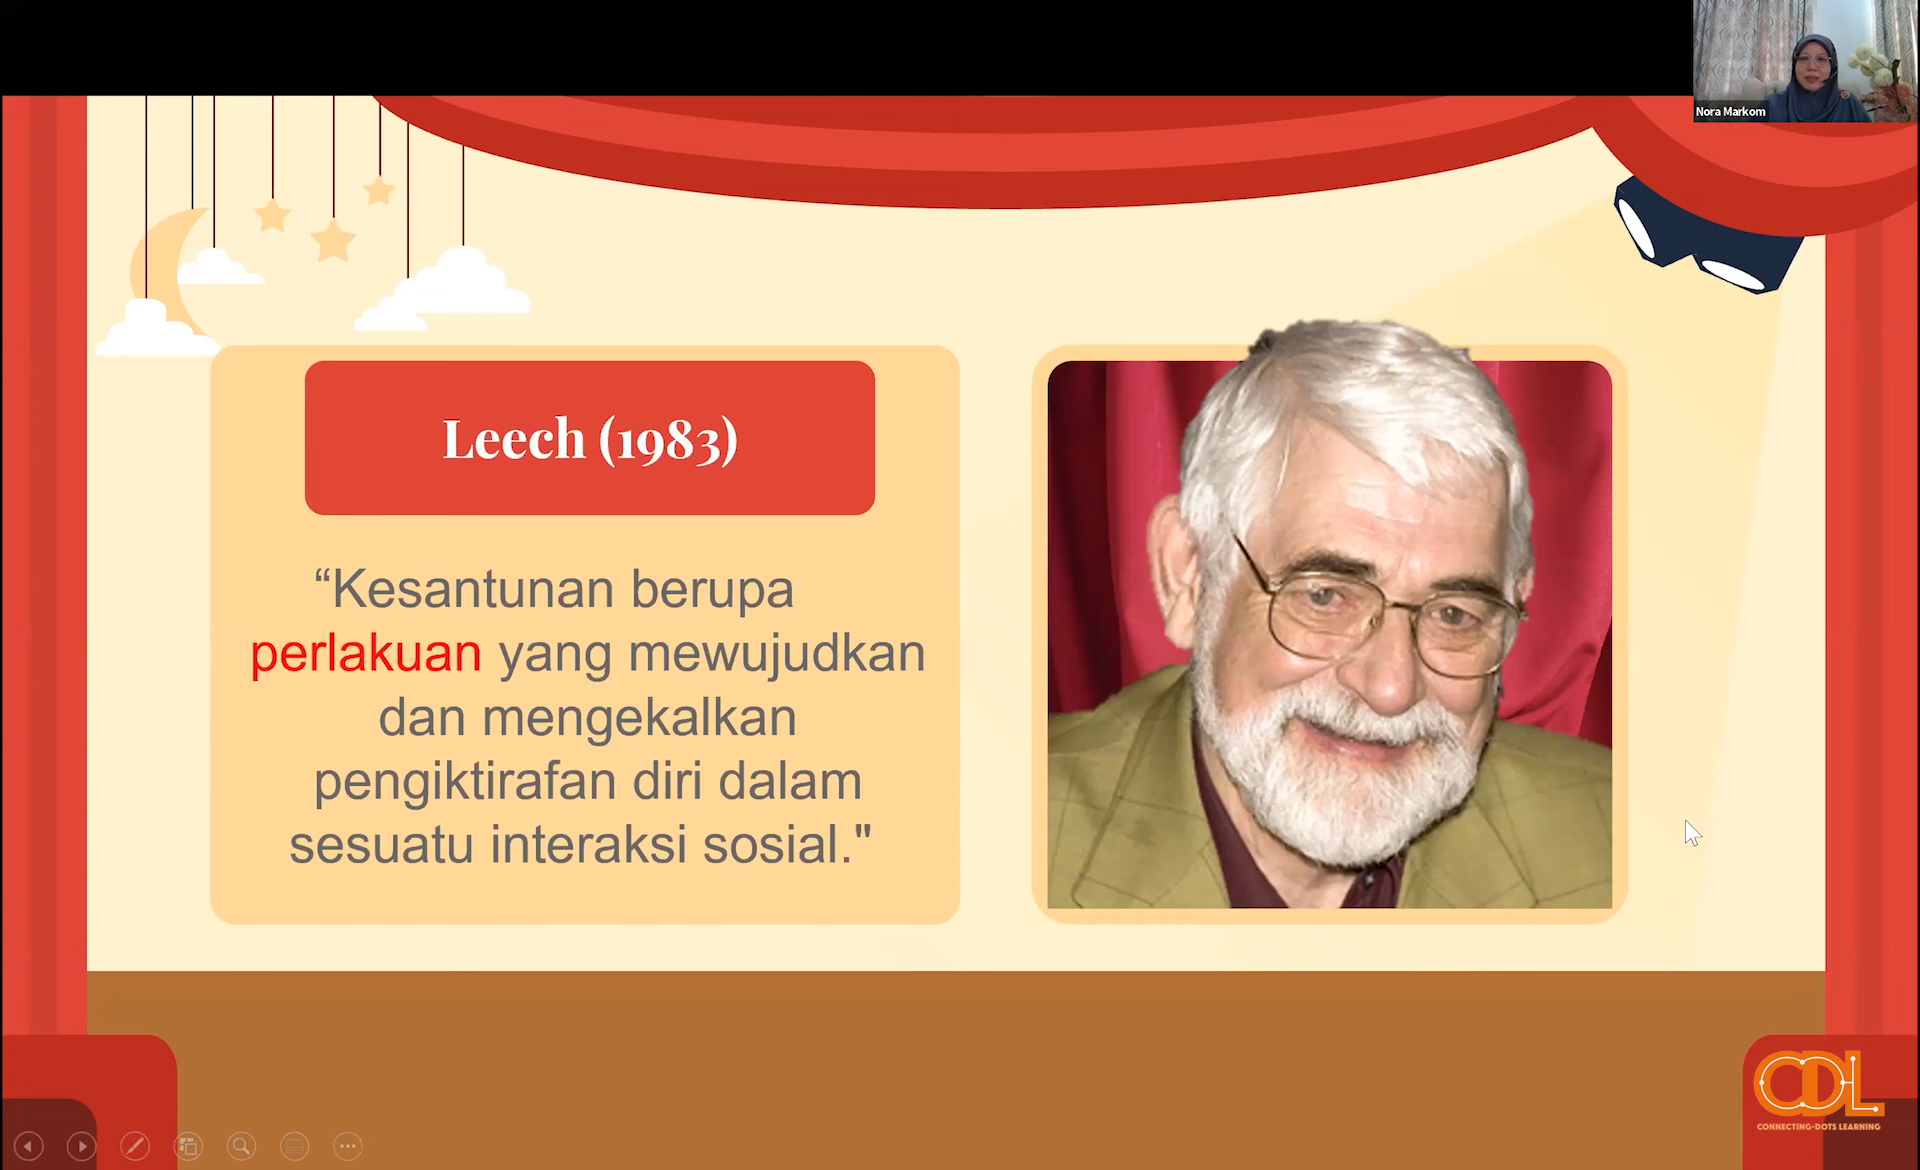 Nora Markom
Leech (1983)
“Kesantunan berupa
perlakuan yang mewujudkan
dan mengekalkan
pengiktirafan diri dalam
sesuatu interaksi sosial."
CDL
CONNECTING-DOTS LEARNING